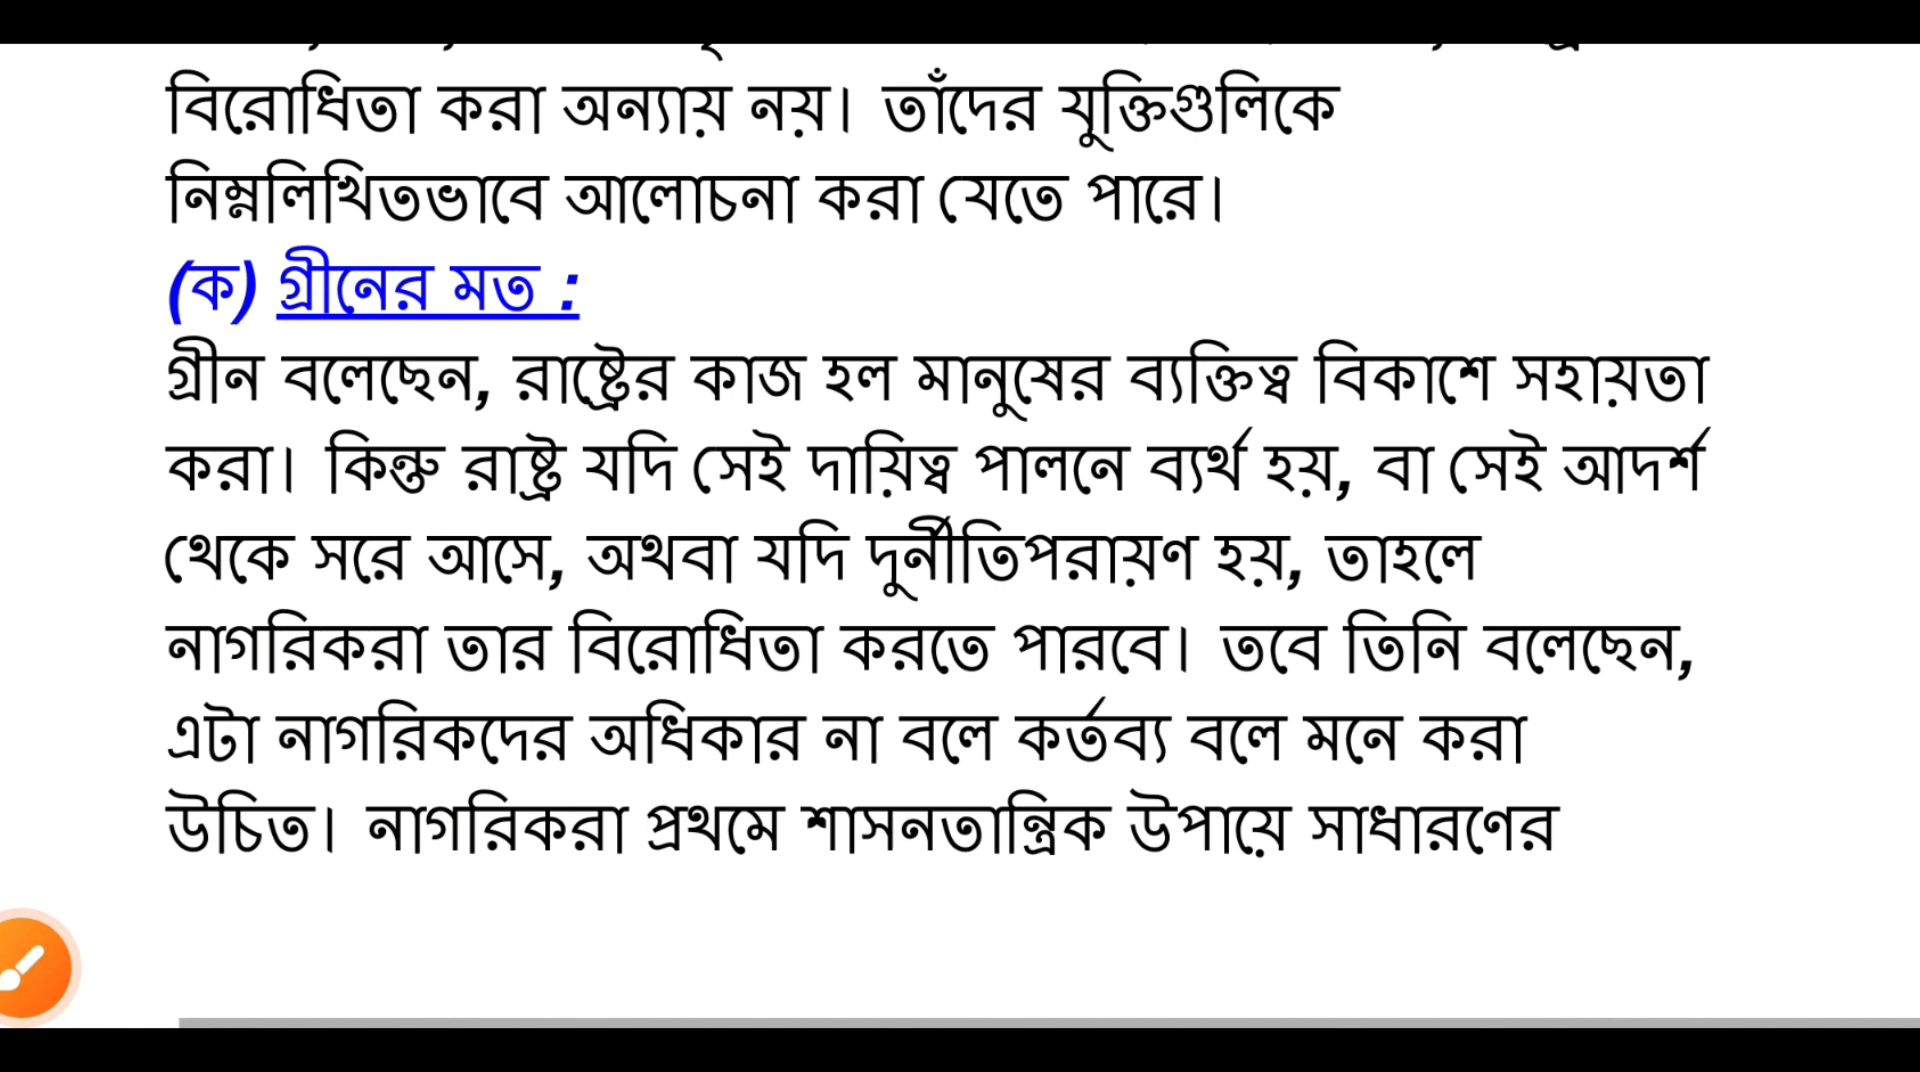 বিরোধিতা করা অন্যায় নয়। তাঁদের যুক্তিগুলিকে
নিম্নলিখিতভাবে আলোচনা করা যেতে পারে।
(ক) গ্রীনের মত :
গ্রীন বলেছেন, রাষ্ট্রের কাজ হল মানুষের ব্যক্তিত্ব বিকাশে সহায়তা
করা। কিন্তু রাষ্ট্র যদি সেই দায়িত্ব পালনে ব্যর্থ হয়, বা সেই আদর্শ
থেকে সরে আসে, অথবা যদি দুর্নীতিপরায়ণ হয়, তাহলে
নাগরিকরা তার বিরোধিতা করতে পারবে। তবে তিনি বলেছেন,
এটা নাগরিকদের অধিকার না বলে কর্তব্য বলে মনে করা
উচিত। নাগরিকরা প্রথমে শাসনতান্ত্রিক উপায়ে সাধারণের